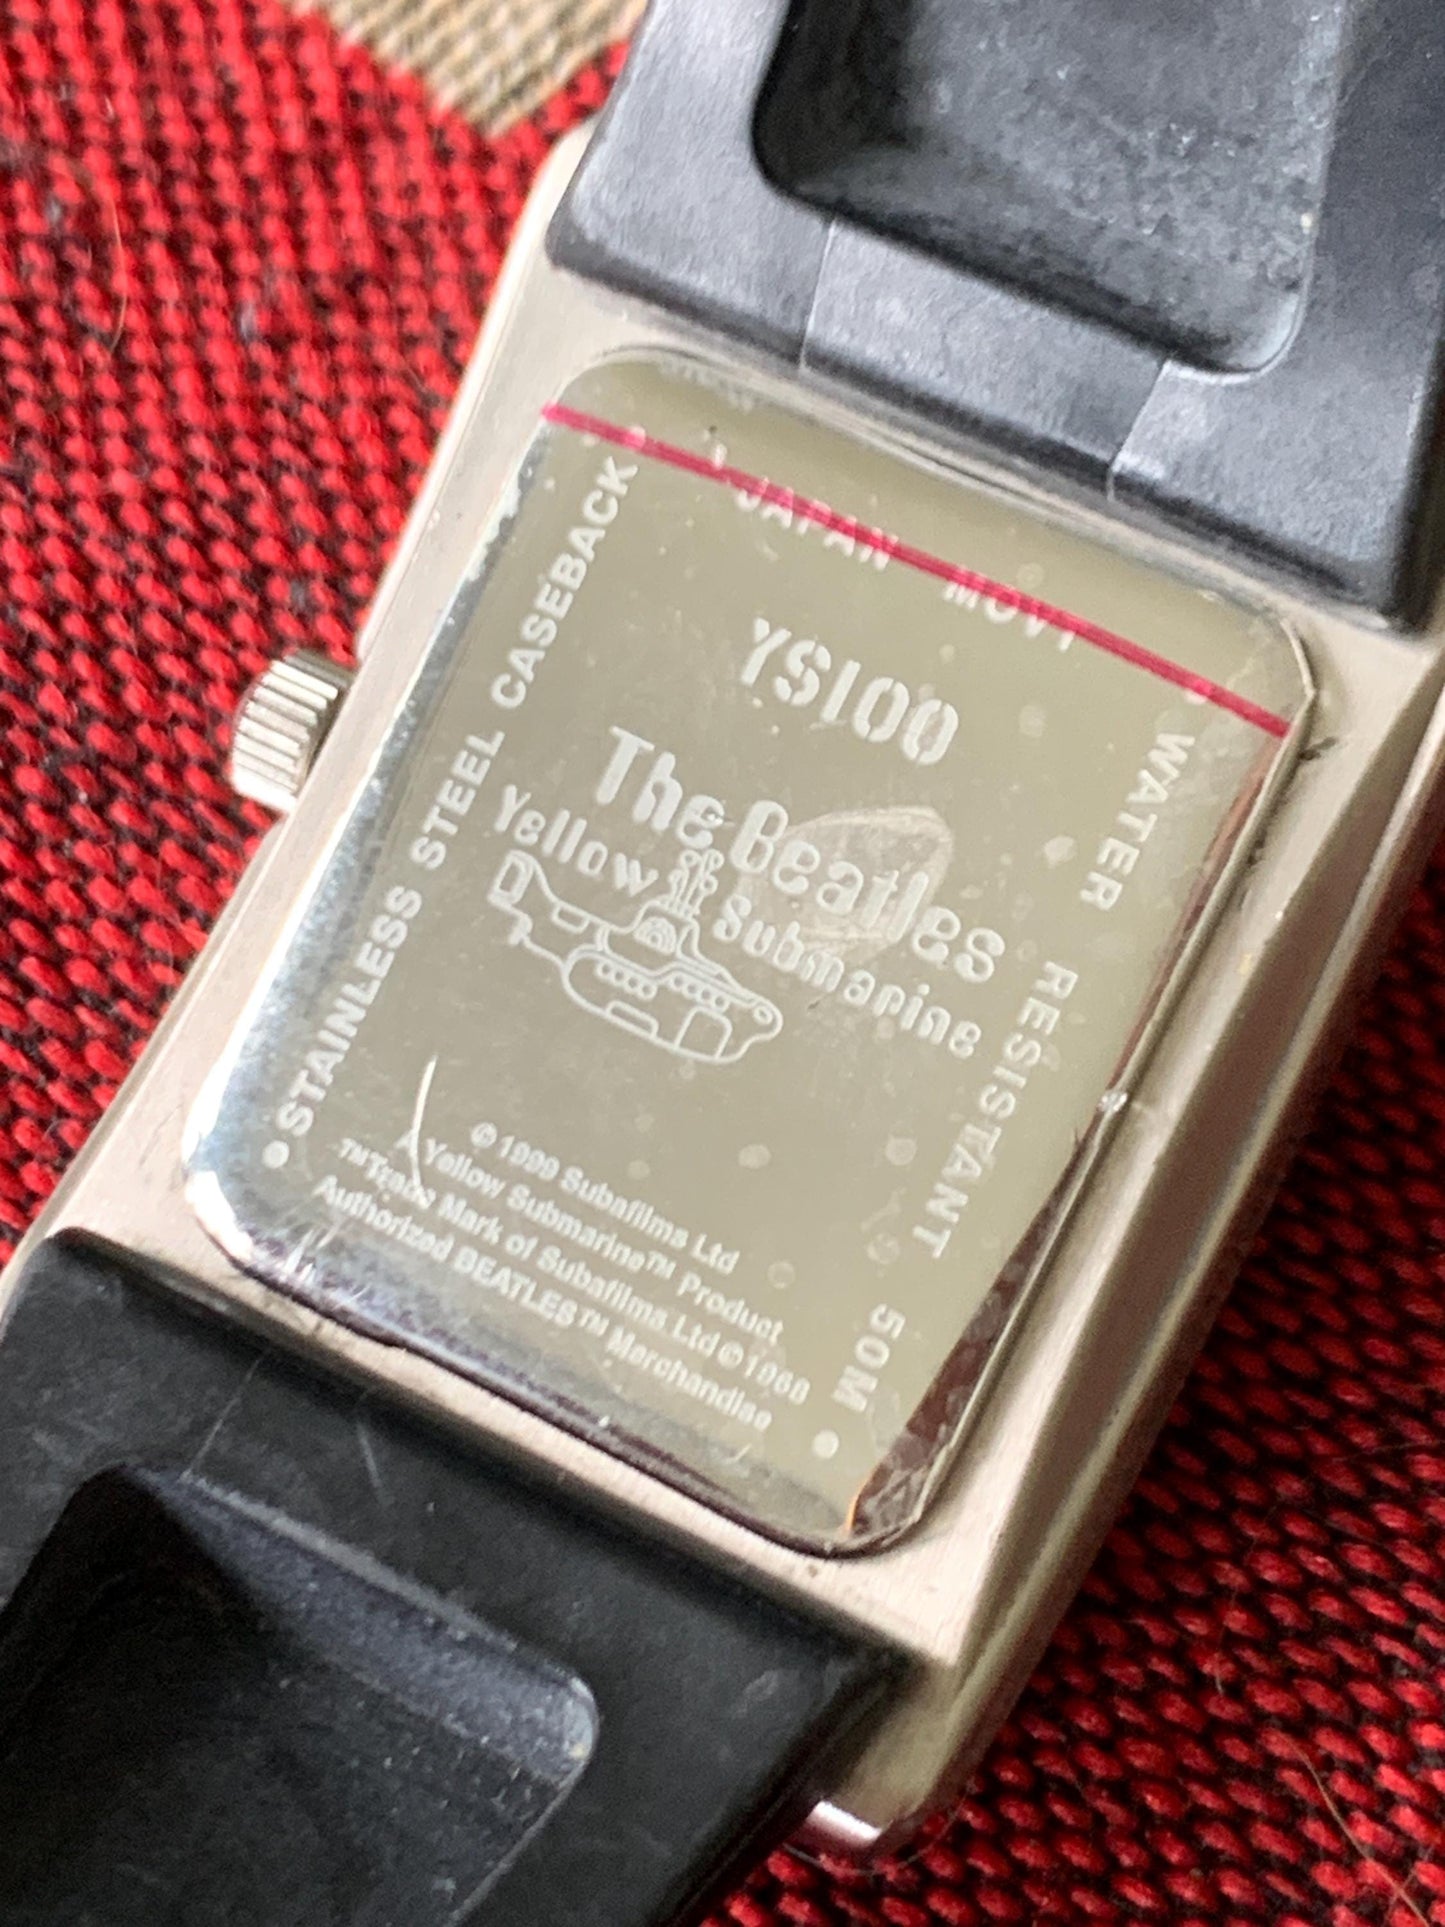 JAPAN MOV'T
YS100
The Beatles
Yellow Submarine
© 1999 Subafilms Ltd
A Yellow Submarine™ Product
™Trade Mark of Subafilms Ltd © 1968
Authorized BEATLES™ Merchandise
• STAINLESS STEEL CASEBACK
WATER RESISTANT 50M •